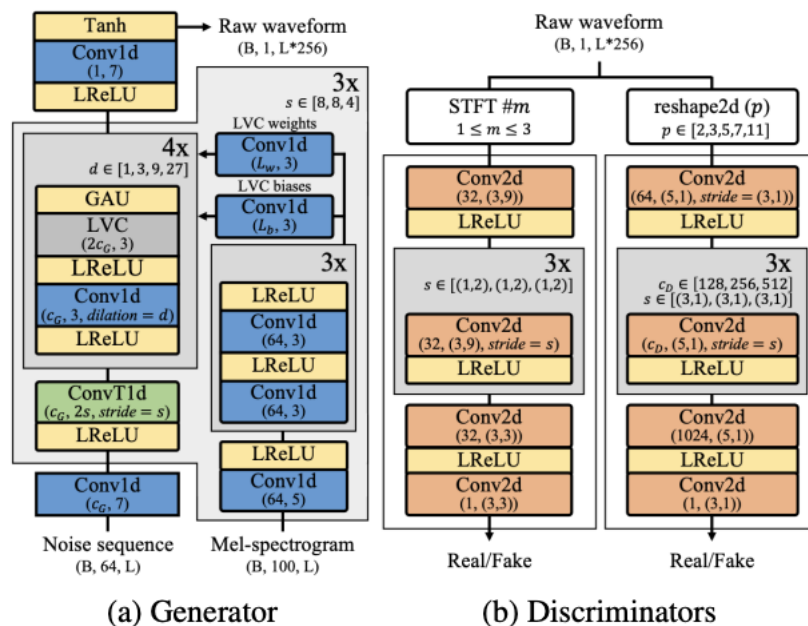 Tanh
Raw waveform
(B, 1, L*256)
Conv1d
(1, 7)
LReLU
3x
s ∈ [8, 8, 4]
4x
d ∈ [1, 3, 9, 27]
GAU
LVC
(2c_G, 3)
LReLU
Conv1d
(c_G, 3, dilation = d)
LReLU
ConvT1d
(c_G, 2s, stride = s)
LReLU
Conv1d
(c_G, 7)
Noise sequence
(B, 64, L)
LVC weights
Conv1d
(L_w, 3)
LVC biases
Conv1d
(L_b, 3)
3x
LReLU
Conv1d
(64, 3)
LReLU
Conv1d
(64, 3)
LReLU
Conv1d
(64, 5)
Mel-spectrogram
(B, 100, L)
(a) Generator
Raw waveform
(B, 1, L*256)
STFT #m
1 ≤ m ≤ 3
Conv2d
(32, (3,9))
LReLU
3x
s ∈ [(1,2), (1,2), (1,2)]
Conv2d
(32, (3,9), stride = s)
LReLU
Conv2d
(32, (3,3))
LReLU
Conv2d
(1, (3,3))
Real/Fake
reshape2d (p)
p ∈ [2,3,5,7,11]
Conv2d
(64, (5,1), stride = (3,1))
LReLU
3x
c_D ∈ [128, 256, 512]
s ∈ [(3,1), (3,1), (3,1)]
Conv2d
(c_D, (5,1), stride = s)
LReLU
Conv2d
(1024, (5,1))
LReLU
Conv2d
(1, (3,1))
Real/Fake
(b) Discriminators